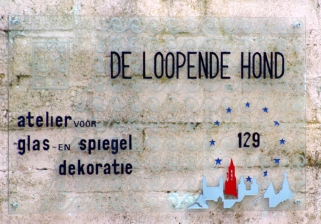 DE LOOPENDE HOND
atelier VOOR
glas-EN spiegel
dekoratie
129